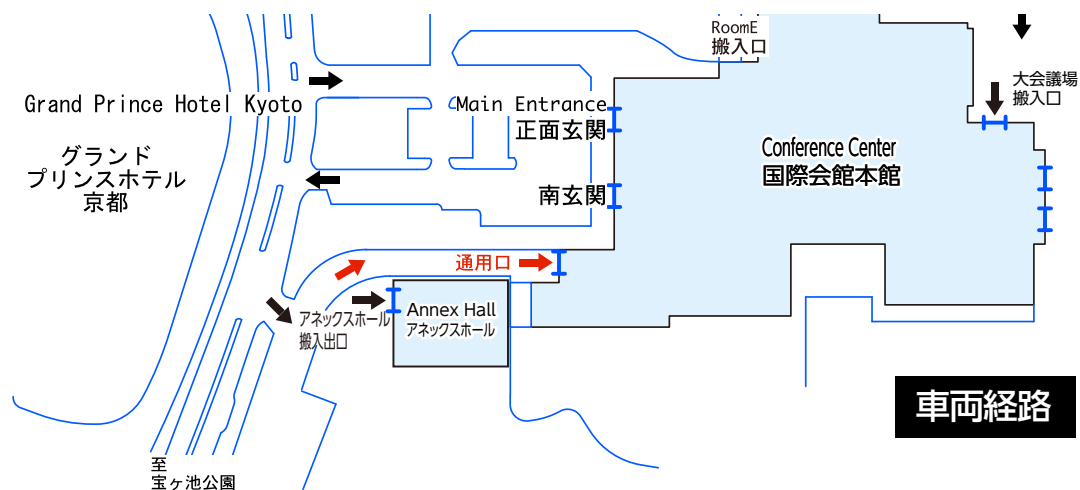 RoomE
搬入口
大会議場
搬入口
Grand Prince Hotel Kyoto
グランド
プリンスホテル
京都
Main Entrance
正面玄関
南玄関
Conference Center
国際会館本館
通用口
アネックスホール
搬入出口
Annex Hall
アネックスホール
車両経路
至
宝ヶ池公園